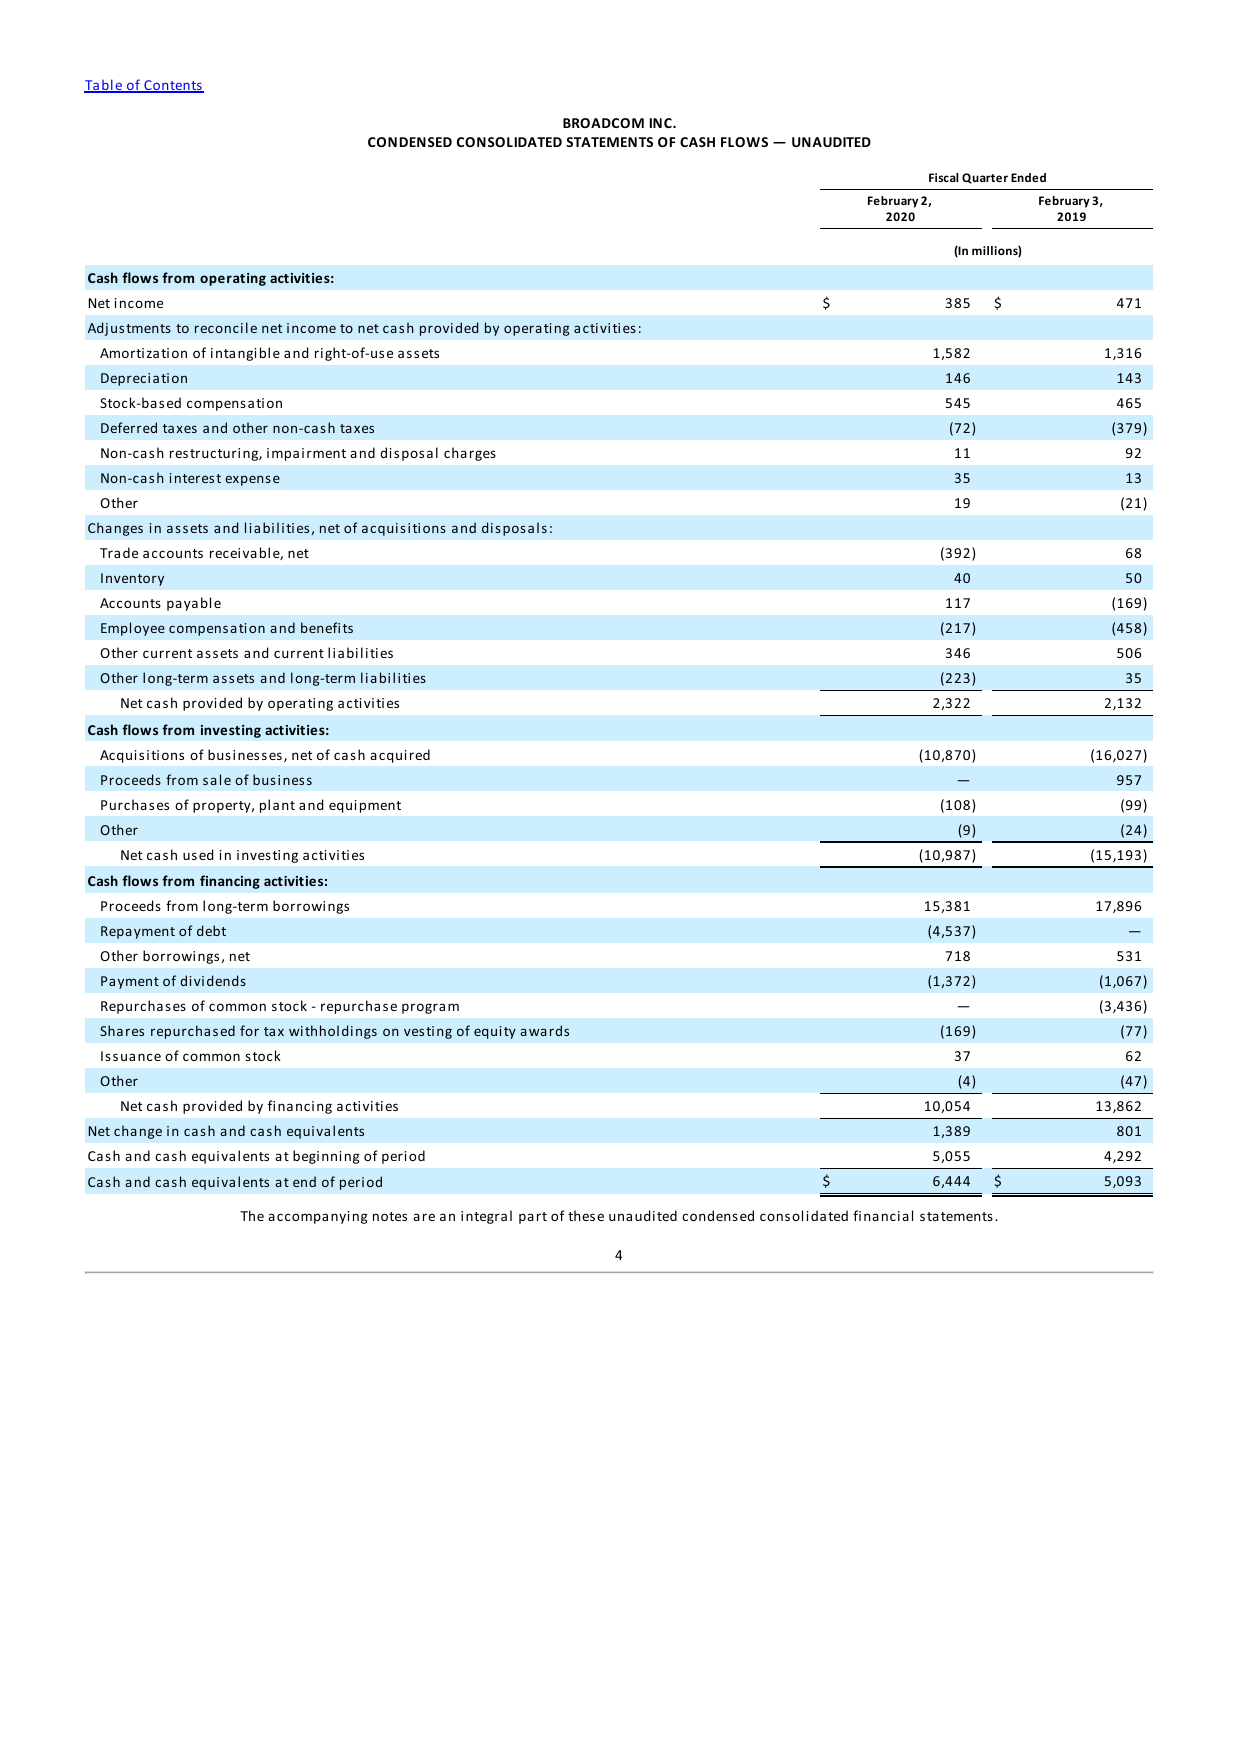 Table of Contents
BROADCOM INC.
CONDENSED CONSOLIDATED STATEMENTS OF CASH FLOWS — UNAUDITED
Fiscal Quarter Ended
February 2, 2020 February 3, 2019
(In millions)
Cash flows from operating activities:
Net income $ 385 $ 471
Adjustments to reconcile net income to net cash provided by operating activities:
Amortization of intangible and right-of-use assets 1,582 1,316
Depreciation 146 143
Stock-based compensation 545 465
Deferred taxes and other non-cash taxes (72) (379)
Non-cash restructuring, impairment and disposal charges 11 92
Non-cash interest expense 35 13
Other 19 (21)
Changes in assets and liabilities, net of acquisitions and disposals:
Trade accounts receivable, net (392) 68
Inventory 40 50
Accounts payable 117 (169)
Employee compensation and benefits (217) (458)
Other current assets and current liabilities 346 506
Other long-term assets and long-term liabilities (223) 35
Net cash provided by operating activities 2,322 2,132
Cash flows from investing activities:
Acquisitions of businesses, net of cash acquired (10,870) (16,027)
Proceeds from sale of business — 957
Purchases of property, plant and equipment (108) (99)
Other (9) (24)
Net cash used in investing activities (10,987) (15,193)
Cash flows from financing activities:
Proceeds from long-term borrowings 15,381 17,896
Repayment of debt (4,537) —
Other borrowings, net 718 531
Payment of dividends (1,372) (1,067)
Repurchases of common stock - repurchase program — (3,436)
Shares repurchased for tax withholdings on vesting of equity awards (169) (77)
Issuance of common stock 37 62
Other (4) (47)
Net cash provided by financing activities 10,054 13,862
Net change in cash and cash equivalents 1,389 801
Cash and cash equivalents at beginning of period 5,055 4,292
Cash and cash equivalents at end of period $ 6,444 $ 5,093
The accompanying notes are an integral part of these unaudited condensed consolidated financial statements.
4